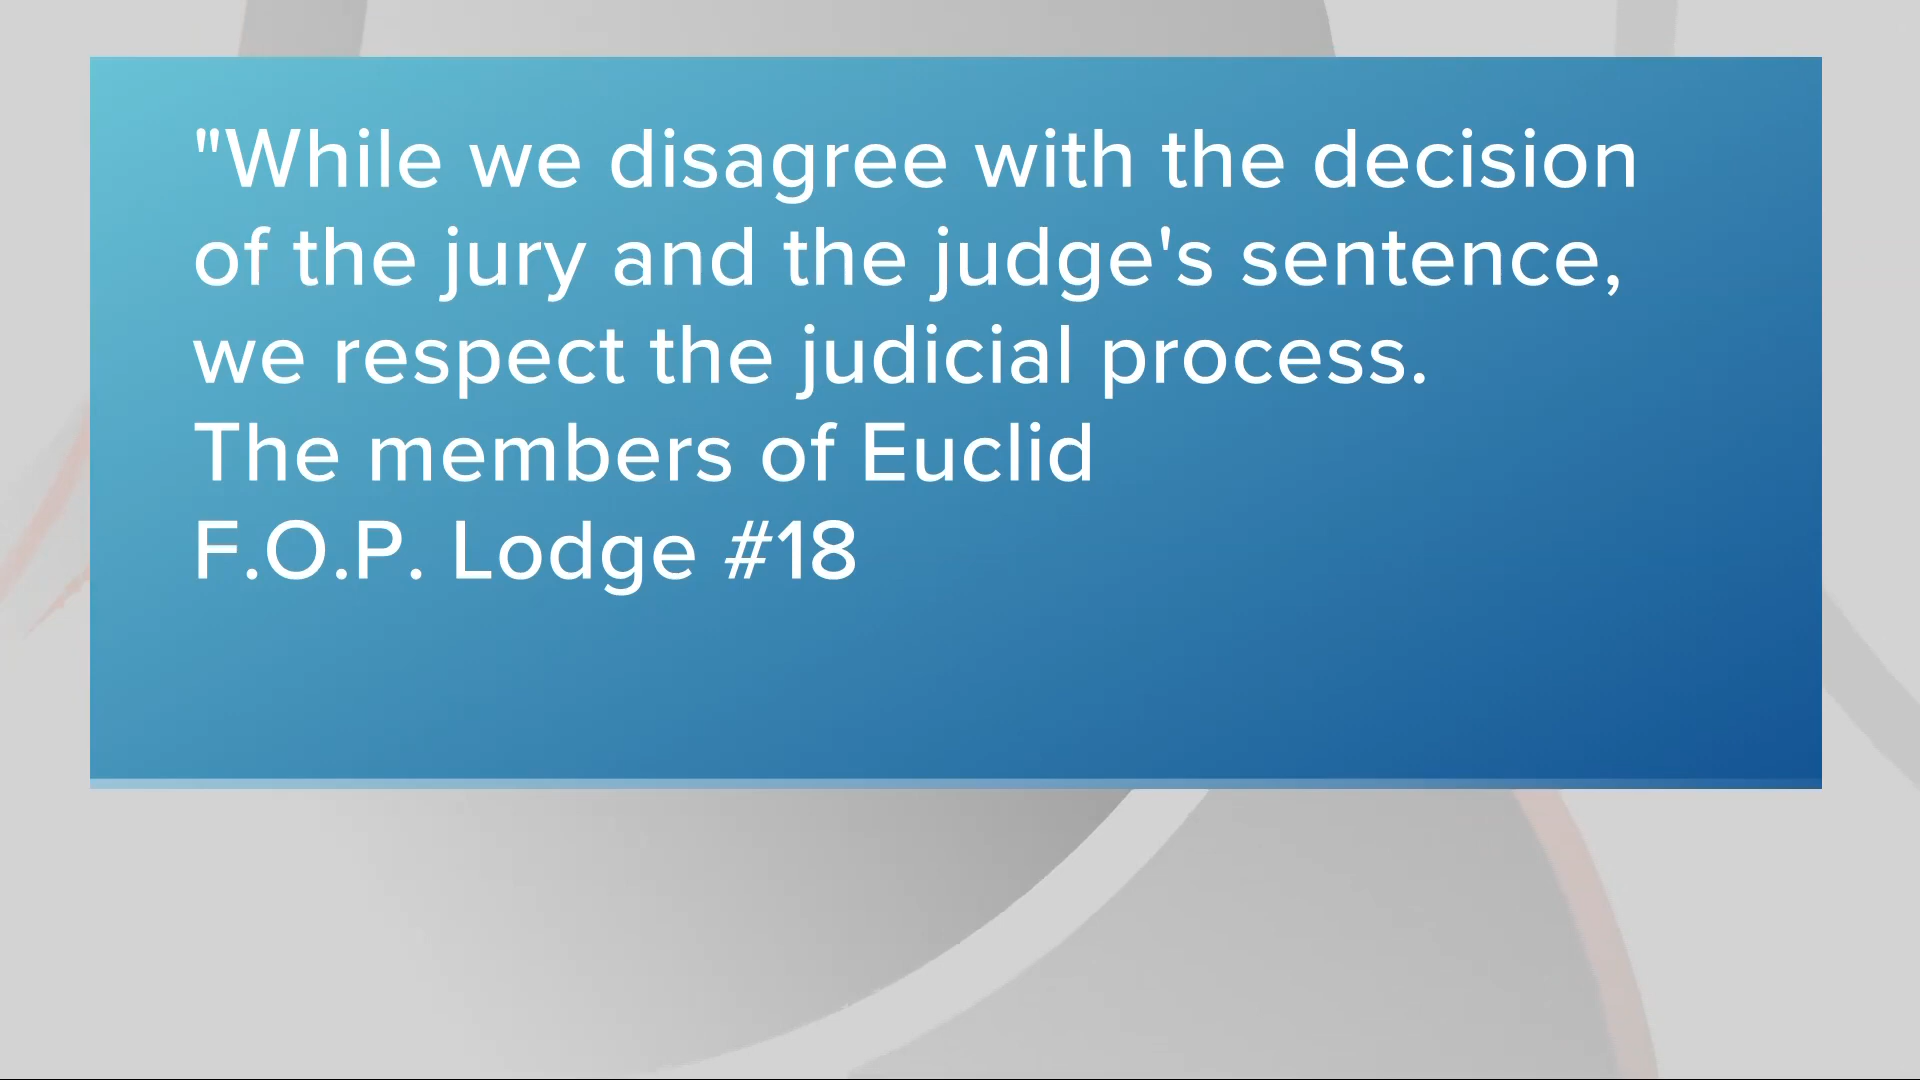 "While we disagree with the decision
of the jury and the judge's sentence,
we respect the judicial process.
The members of Euclid
F.O.P. Lodge #18